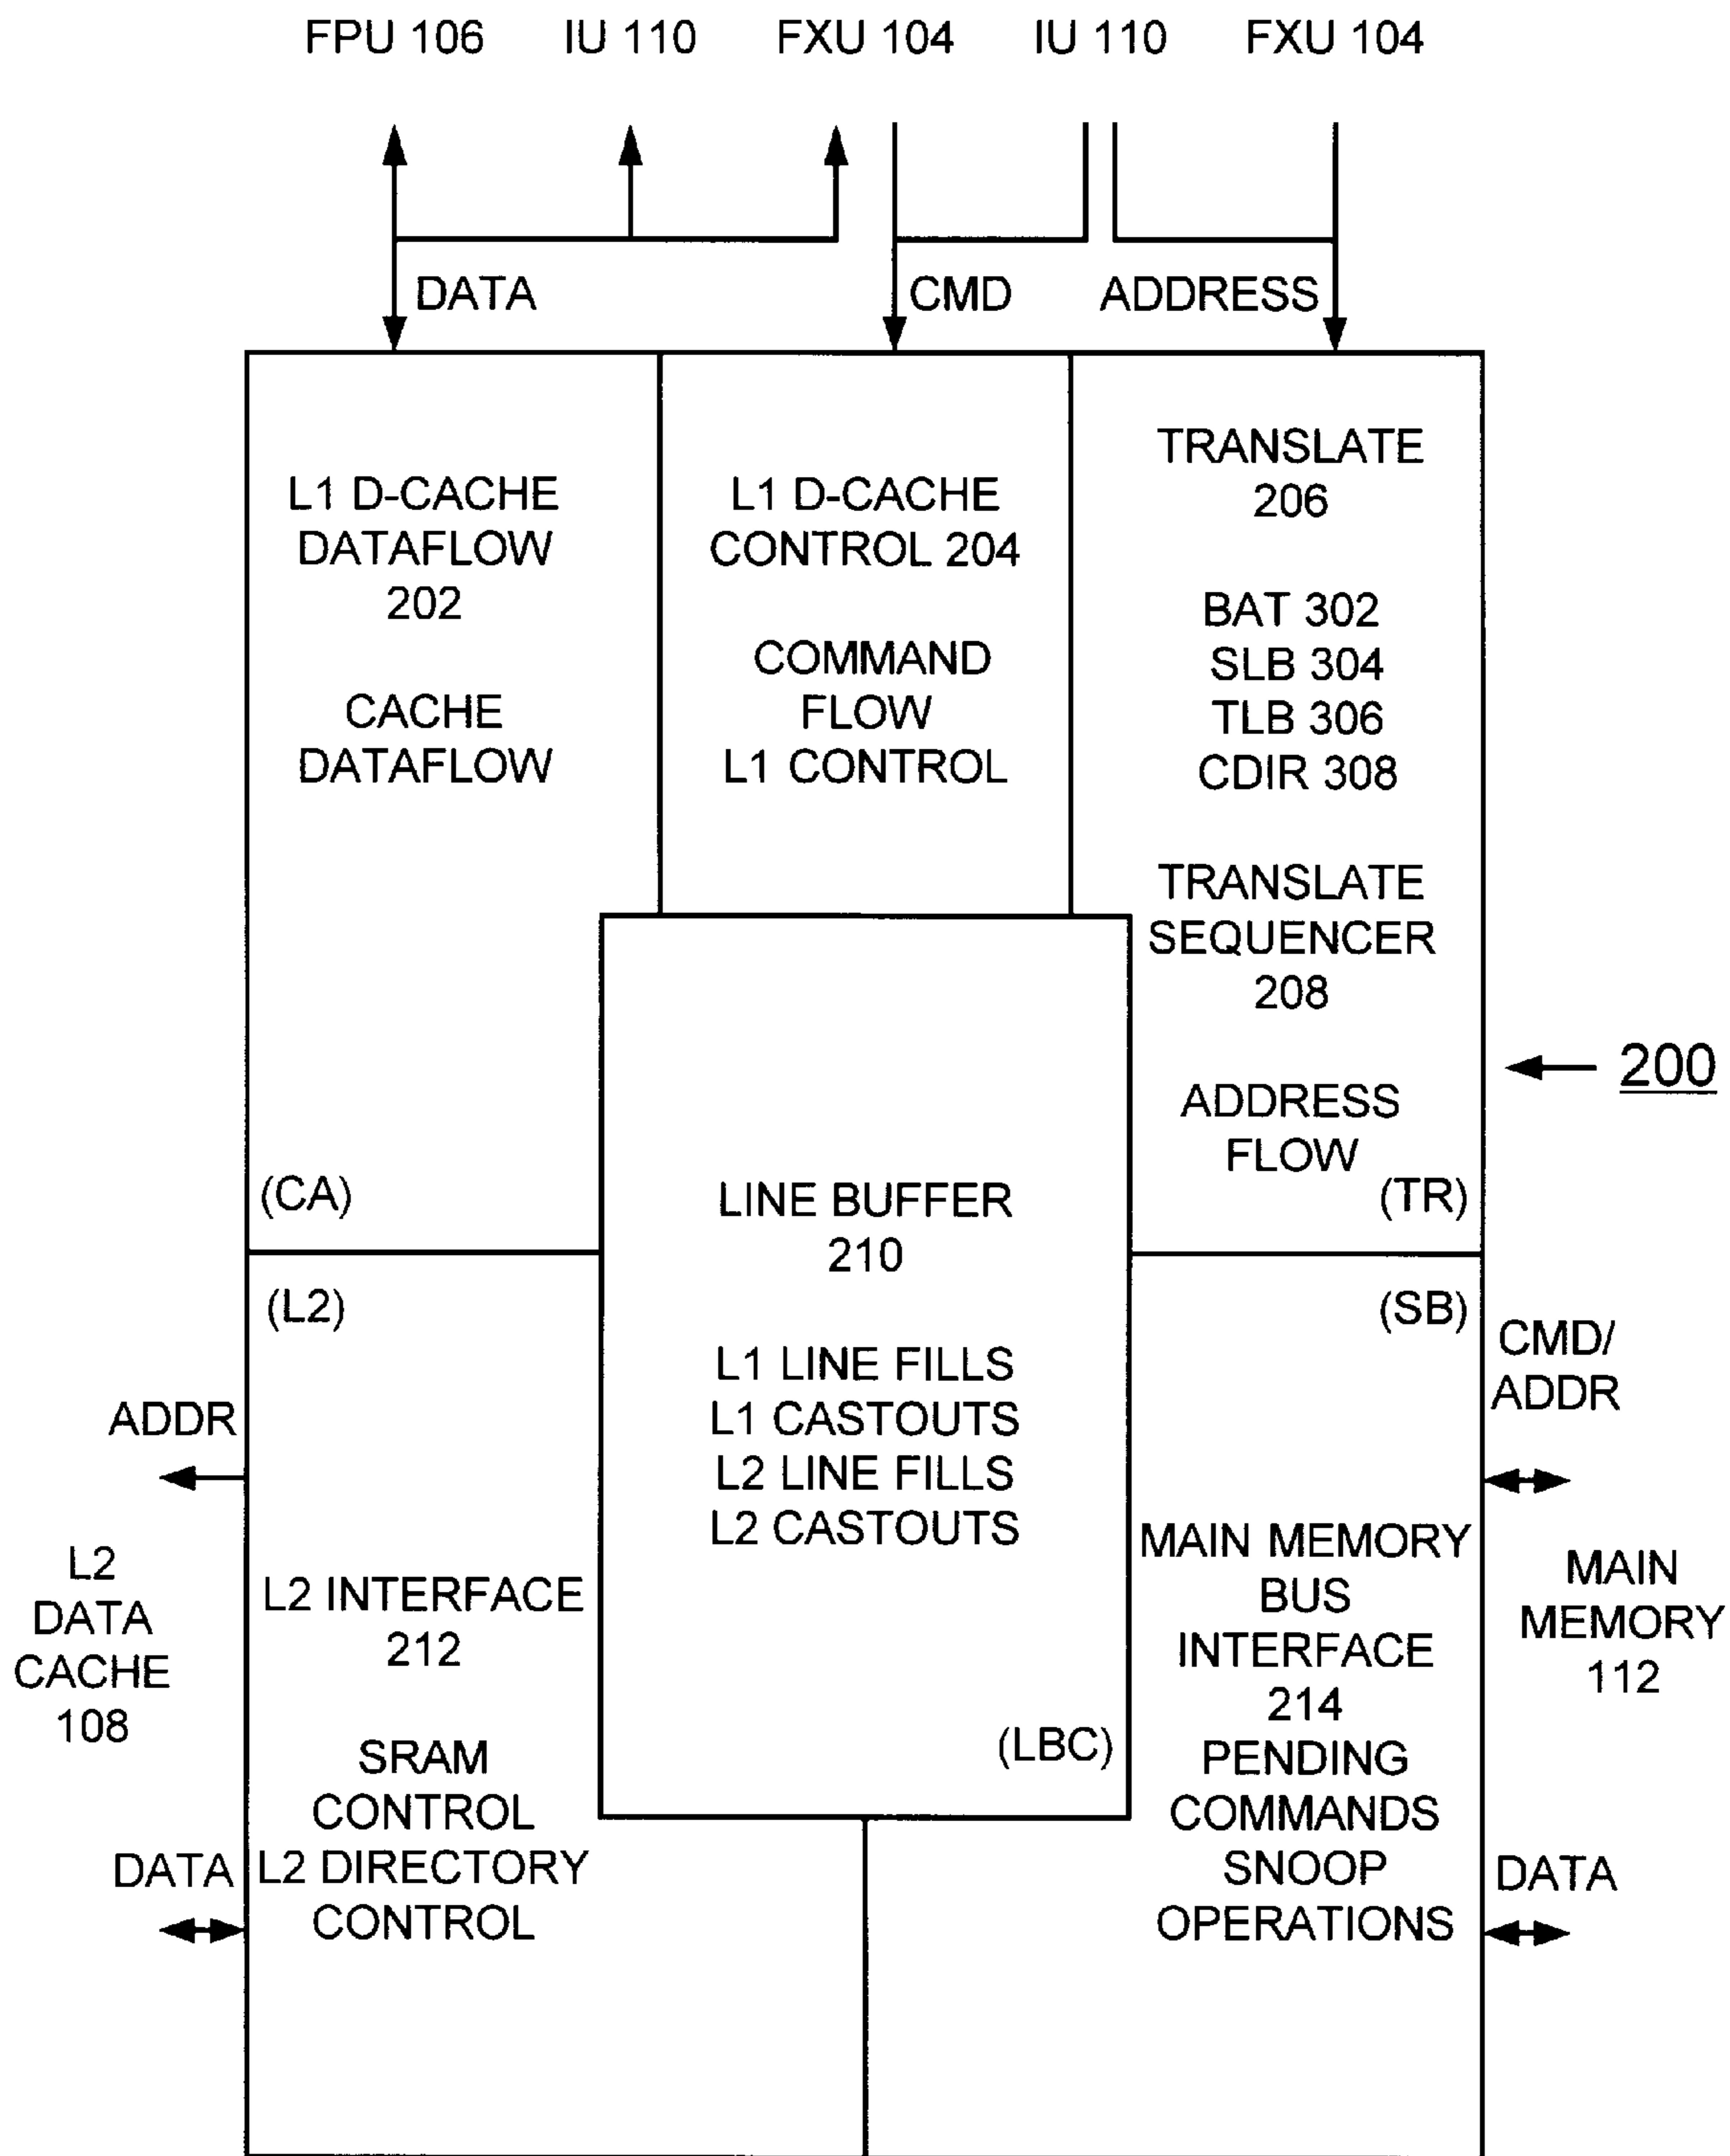 FPU 106 IU 110 FXU 104 IU 110 FXU 104
DATA
CMD
ADDRESS
L1 D-CACHE
DATAFLOW
202
CACHE
DATAFLOW
(CA)
L1 D-CACHE
CONTROL 204
COMMAND
FLOW
L1 CONTROL
TRANSLATE
206
BAT 302
SLB 304
TLB 306
CDIR 308
TRANSLATE
SEQUENCER
208
ADDRESS
FLOW
(TR)
200
LINE BUFFER
210
L1 LINE FILLS
L1 CASTOUTS
L2 LINE FILLS
L2 CASTOUTS
(LBC)
(L2)
L2 INTERFACE
212
SRAM
CONTROL
L2 DIRECTORY
CONTROL
ADDR
L2
DATA
CACHE
108
DATA
(SB)
MAIN MEMORY
BUS
INTERFACE
214
PENDING
COMMANDS
SNOOP
OPERATIONS
CMD/
ADDR
MAIN
MEMORY
112
DATA